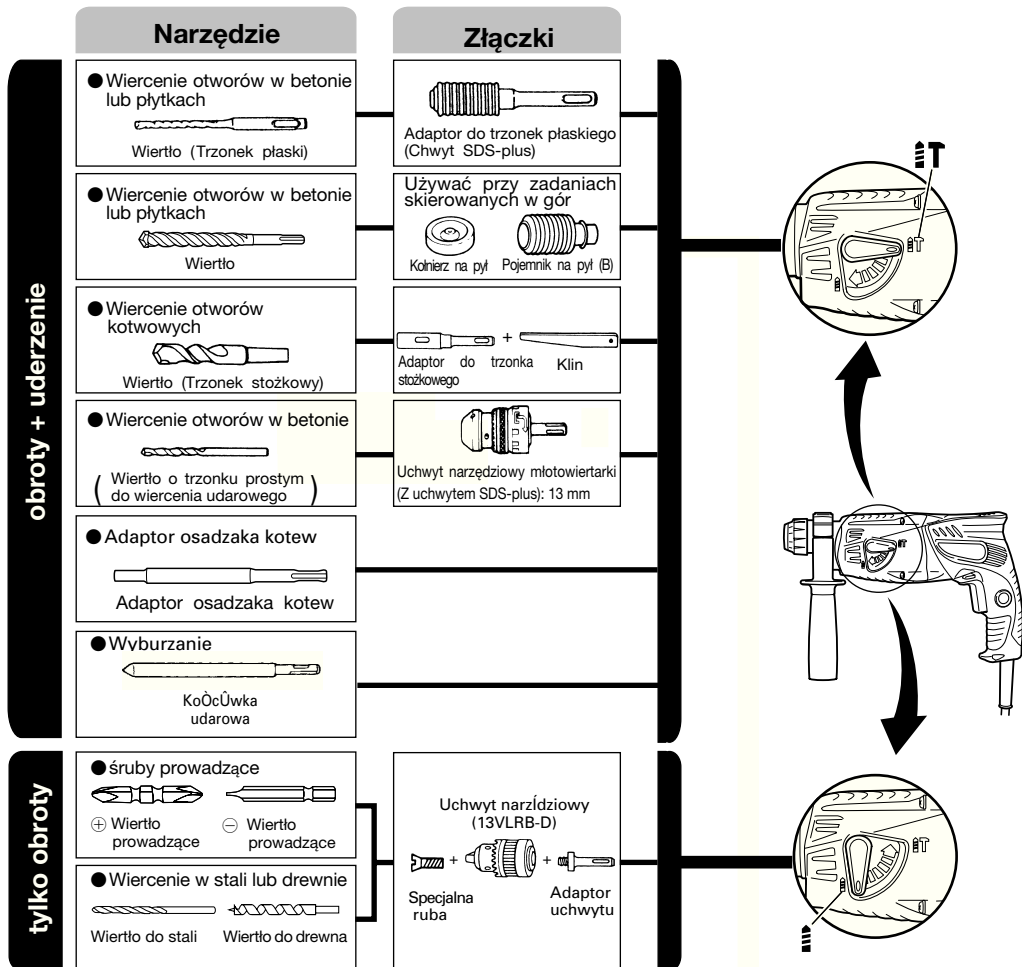 Narzędzie
Złączki
obroty + uderzenie
● Wiercenie otworów w betonie
lub płytkach
Wiertło (Trzonek płaski)
Adaptor do trzonek płaskiego
(Chwyt SDS-plus)
● Wiercenie otworów w betonie
lub płytkach
Wiertło
Używać przy zadaniach
skierowanych w gór
Kołnierz na pył
Pojemnik na pył (B)
● Wiercenie otworów
kotwowych
Wiertło (Trzonek stożkowy)
+
Adaptor do trzonka
stożkowego
Klin
● Wiercenie otworów w betonie
( Wiertło o trzonku prostym
do wiercenia udarowego )
Uchwyt narzędziowy młotowiertarki
(Z uchwytem SDS-plus): 13 mm
● Adaptor osadzaka kotew
Adaptor osadzaka kotew
● Wyburzanie
KoÒcÛwka
udarowa
tylko obroty
● śruby prowadzące
⊕ Wiertło
prowadzące
⊖ Wiertło
prowadzące
● Wiercenie w stali lub drewnie
Wiertło do stali
Wiertło do drewna
Uchwyt narzÍdziowy
(13VLRB-D)
+ +
Specjalna
ruba
Adaptor
uchwytu